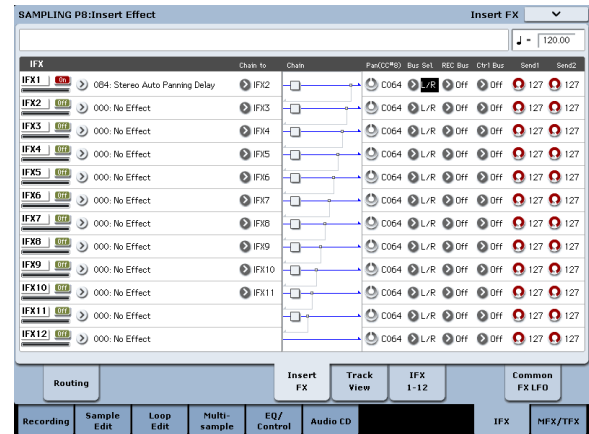 SAMPLING P8:Insert Effect Insert FX
♩ = 120.00
IFX Chain to Chain Pan(CC#8) Bus Sel. REC Bus Ctrl Bus Send1 Send2
IFX1 On 084: Stereo Auto Panning Delay IFX2 C064 L/R Off Off 127 127
IFX2 Off 000: No Effect IFX3 C064 L/R Off Off 127 127
IFX3 Off 000: No Effect IFX4 C064 L/R Off Off 127 127
IFX4 Off 000: No Effect IFX5 C064 L/R Off Off 127 127
IFX5 Off 000: No Effect IFX6 C064 L/R Off Off 127 127
IFX6 Off 000: No Effect IFX7 C064 L/R Off Off 127 127
IFX7 Off 000: No Effect IFX8 C064 L/R Off Off 127 127
IFX8 Off 000: No Effect IFX9 C064 L/R Off Off 127 127
IFX9 Off 000: No Effect IFX10 C064 L/R Off Off 127 127
IFX10 Off 000: No Effect IFX11 C064 L/R Off Off 127 127
IFX11 Off 000: No Effect C064 L/R Off Off 127 127
IFX12 Off 000: No Effect C064 L/R Off Off 127 127
Routing Insert FX Track View IFX 1-12 Common FX LFO
Recording Sample Edit Loop Edit Multi-sample EQ/Control Audio CD IFX MFX/TFX